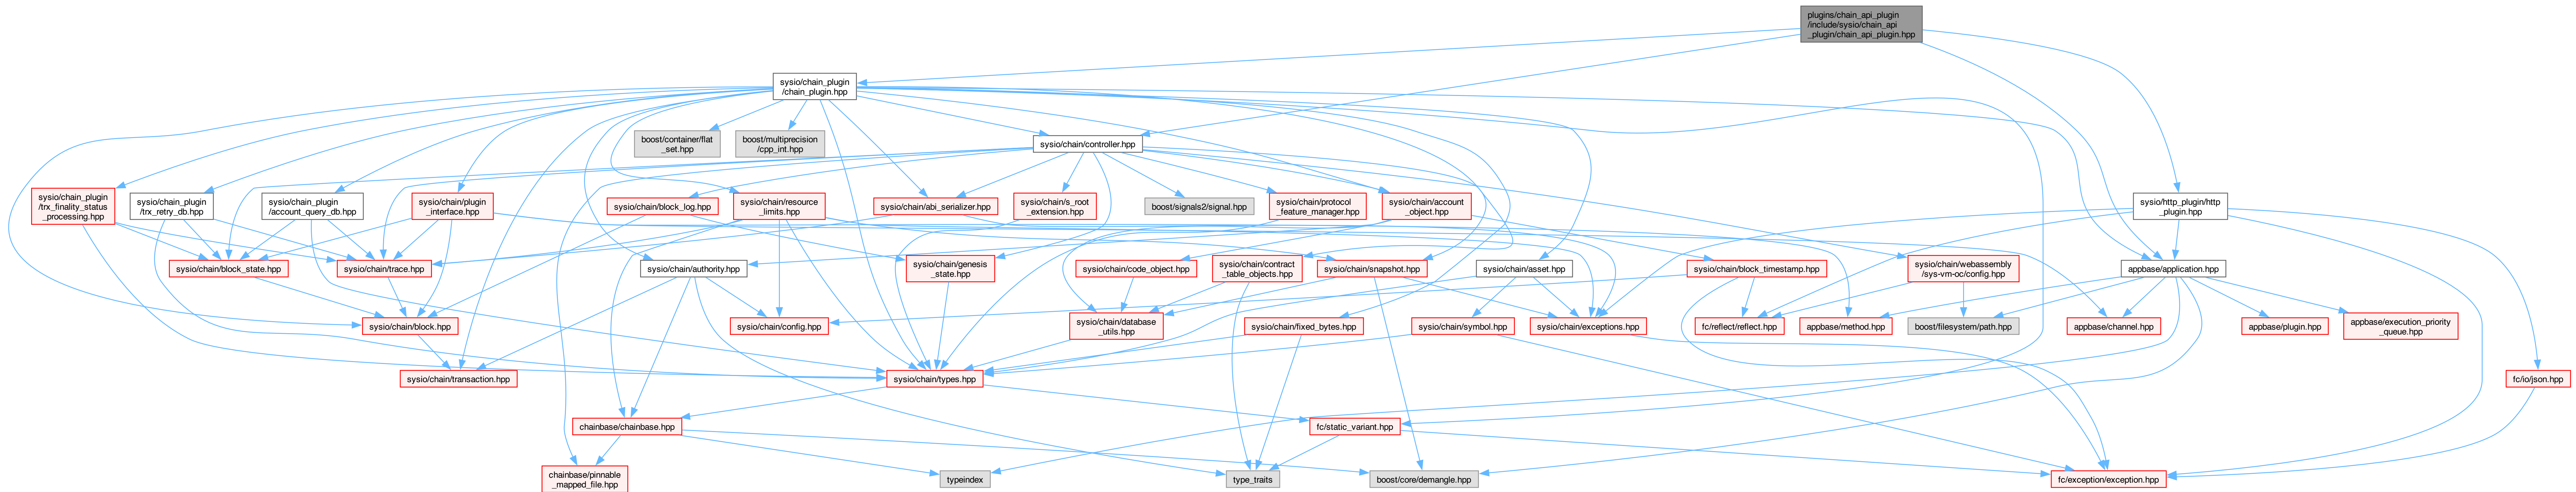 plugins/chain_api_plugin
/include/sysio/chain_api
_plugin/chain_api_plugin.hpp
sysio/chain_plugin
/chain_plugin.hpp
boost/container/flat
_set.hpp
boost/multiprecision
/cpp_int.hpp
sysio/chain/controller.hpp
sysio/chain_plugin
/trx_finality_status
_processing.hpp
sysio/chain_plugin
/trx_retry_db.hpp
sysio/chain_plugin
/account_query_db.hpp
sysio/chain/plugin
_interface.hpp
sysio/chain/block_log.hpp
sysio/chain/resource
_limits.hpp
sysio/chain/abi_serializer.hpp
sysio/chain/s_root
_extension.hpp
boost/signals2/signal.hpp
sysio/chain/protocol
_feature_manager.hpp
sysio/chain/account
_object.hpp
sysio/http_plugin/http
_plugin.hpp
sysio/chain/block_state.hpp
sysio/chain/trace.hpp
sysio/chain/authority.hpp
sysio/chain/genesis
_state.hpp
sysio/chain/code_object.hpp
sysio/chain/contract
_table_objects.hpp
sysio/chain/snapshot.hpp
sysio/chain/asset.hpp
sysio/chain/block_timestamp.hpp
sysio/chain/webassembly
/sys-vm-oc/config.hpp
appbase/application.hpp
sysio/chain/block.hpp
sysio/chain/config.hpp
sysio/chain/database
_utils.hpp
sysio/chain/fixed_bytes.hpp
sysio/chain/symbol.hpp
sysio/chain/exceptions.hpp
fc/reflect/reflect.hpp
appbase/method.hpp
boost/filesystem/path.hpp
appbase/channel.hpp
appbase/plugin.hpp
appbase/execution_priority
_queue.hpp
sysio/chain/transaction.hpp
sysio/chain/types.hpp
fc/io/json.hpp
chainbase/chainbase.hpp
fc/static_variant.hpp
chainbase/pinnable
_mapped_file.hpp
typeindex
type_traits
boost/core/demangle.hpp
fc/exception/exception.hpp